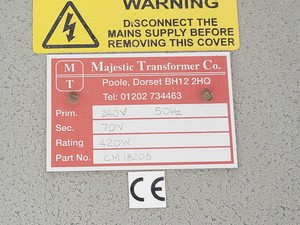 WARNING
DISCONNECT THE
MAINS SUPPLY BEFORE
REMOVING THIS COVER
M T Majestic Transformer Co.
Poole, Dorset BH12 2HQ
Tel: 01202 734463
Prim. 240V 50Hz
Sec. 70V
Rating 420W
Part No. CM18206
CE